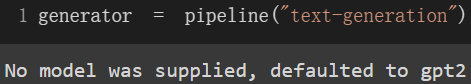 1 generator = pipeline("text-generation")
No model was supplied, defaulted to gpt2